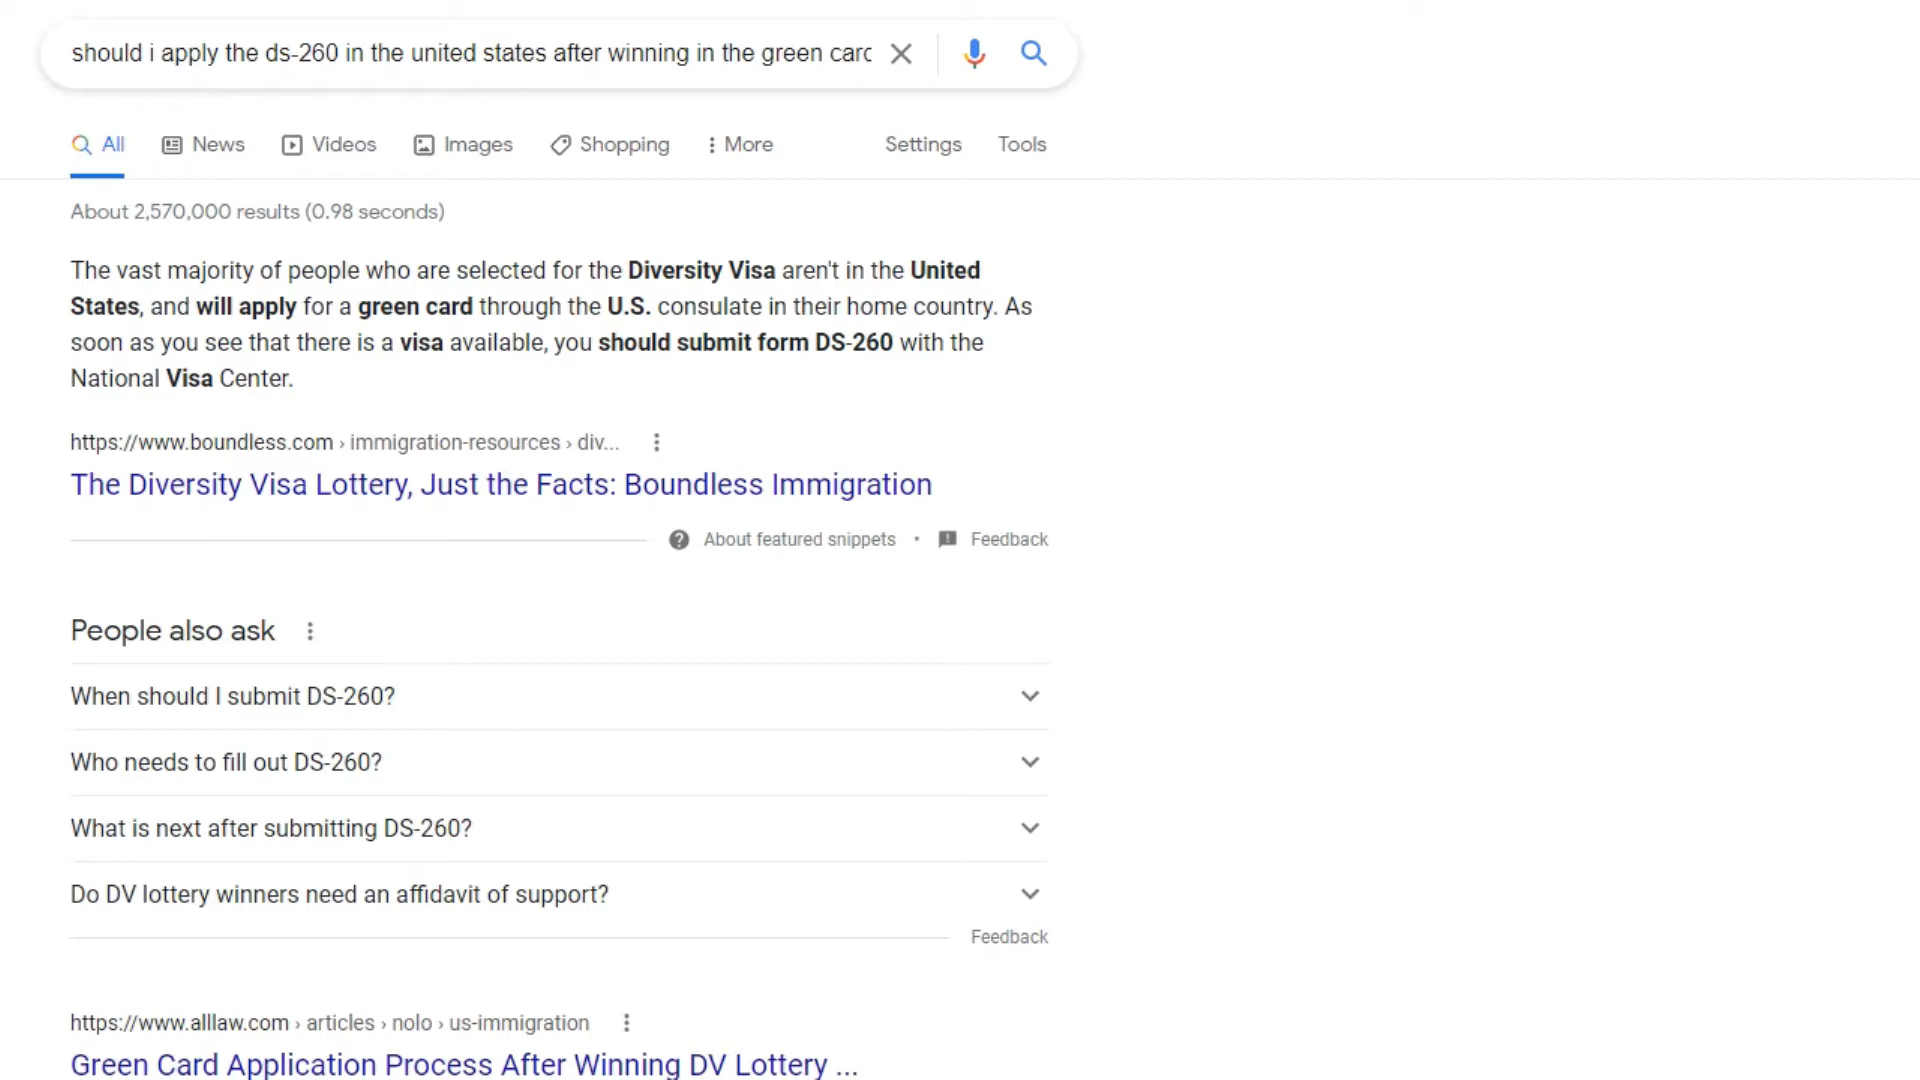 should i apply the ds-260 in the united states after winning in the green card
All News Videos Images Shopping More Settings Tools
About 2,570,000 results (0.98 seconds)
The vast majority of people who are selected for the Diversity Visa aren't in the United
States, and will apply for a green card through the U.S. consulate in their home country. As
soon as you see that there is a visa available, you should submit form DS-260 with the
National Visa Center.
https://www.boundless.com › immigration-resources › div...
The Diversity Visa Lottery, Just the Facts: Boundless Immigration
About featured snippets • Feedback
People also ask
When should I submit DS-260?
Who needs to fill out DS-260?
What is next after submitting DS-260?
Do DV lottery winners need an affidavit of support?
Feedback
https://www.alllaw.com › articles › nolo › us-immigration
Green Card Application Process After Winning DV Lottery ...